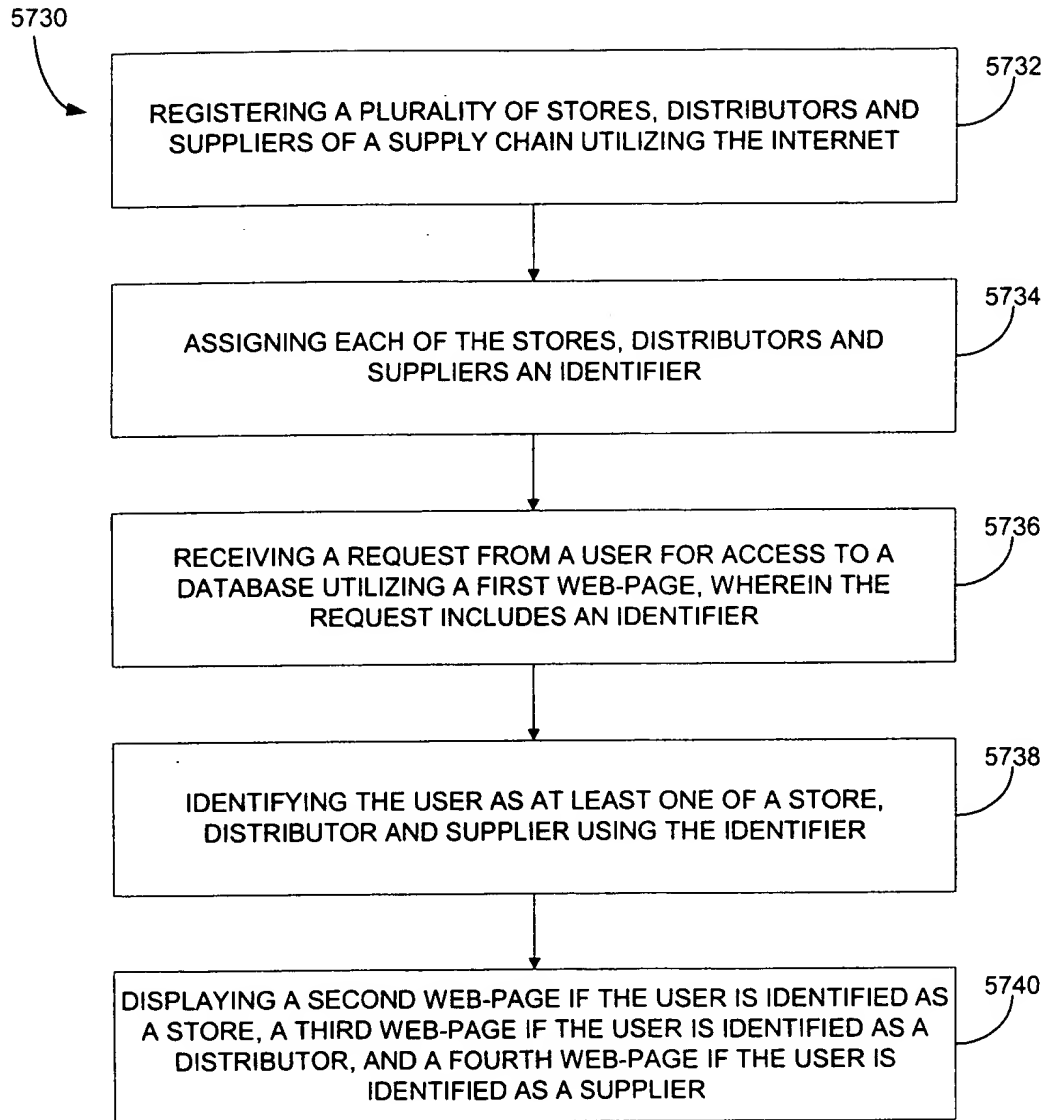 5730
5732
REGISTERING A PLURALITY OF STORES, DISTRIBUTORS AND
SUPPLIERS OF A SUPPLY CHAIN UTILIZING THE INTERNET
5734
ASSIGNING EACH OF THE STORES, DISTRIBUTORS AND
SUPPLIERS AN IDENTIFIER
5736
RECEIVING A REQUEST FROM A USER FOR ACCESS TO A
DATABASE UTILIZING A FIRST WEB-PAGE, WHEREIN THE
REQUEST INCLUDES AN IDENTIFIER
5738
IDENTIFYING THE USER AS AT LEAST ONE OF A STORE,
DISTRIBUTOR AND SUPPLIER USING THE IDENTIFIER
5740
DISPLAYING A SECOND WEB-PAGE IF THE USER IS IDENTIFIED AS
A STORE, A THIRD WEB-PAGE IF THE USER IS IDENTIFIED AS A
DISTRIBUTOR, AND A FOURTH WEB-PAGE IF THE USER IS
IDENTIFIED AS A SUPPLIER